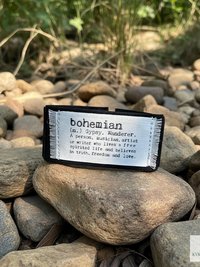 bohemian
(n.) Gypsy. Wanderer.
A person, musician, artist
or writer who lives a free
spirited life and believes
in truth, freedom and love.